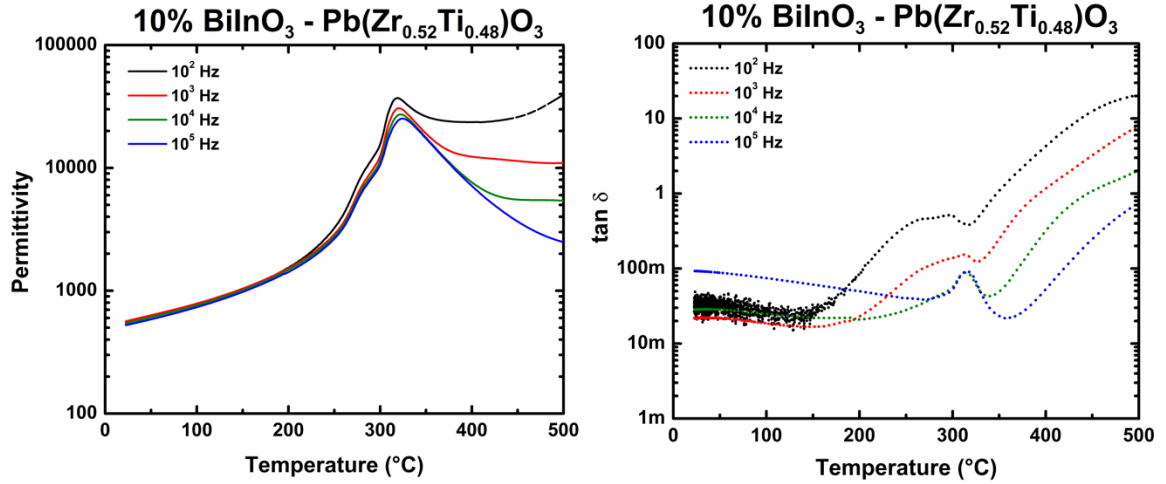 10% BiInO₃ - Pb(Zr₀.₅₂Ti₀.₄₈)O₃
100000
10000
1000
100
Permittivity
10² Hz
10³ Hz
10⁴ Hz
10⁵ Hz
0 100 200 300 400 500
Temperature (°C)
10% BiInO₃ - Pb(Zr₀.₅₂Ti₀.₄₈)O₃
100
10
1
100m
10m
1m
tan δ
10² Hz
10³ Hz
10⁴ Hz
10⁵ Hz
0 100 200 300 400 500
Temperature (°C)